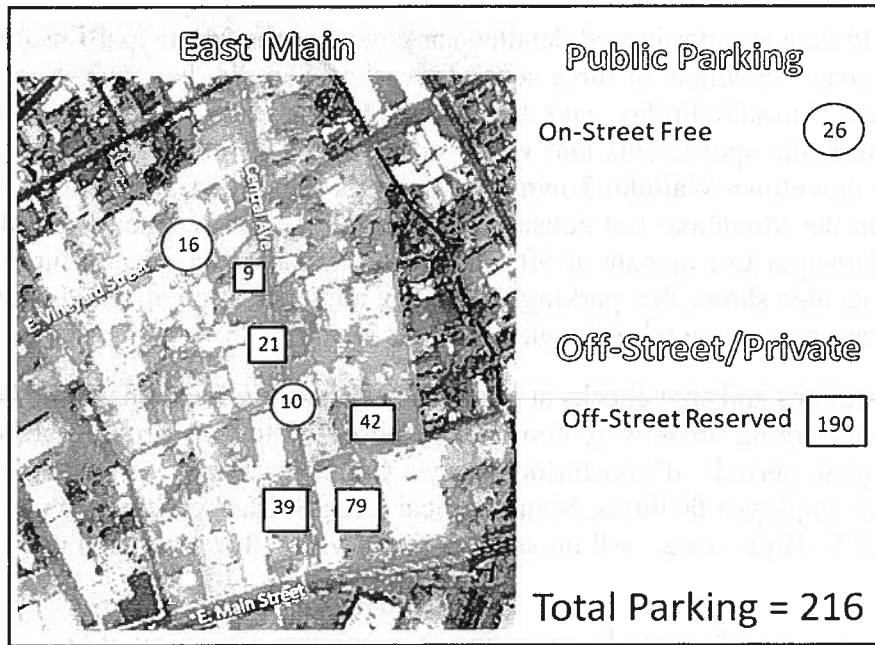 East Main
Public Parking
On-Street Free
26
Central Ave
16
E. Vineyard Street
9
21
10
42
39
79
E. Main Street
Off-Street/Private
Off-Street Reserved
190
Total Parking = 216